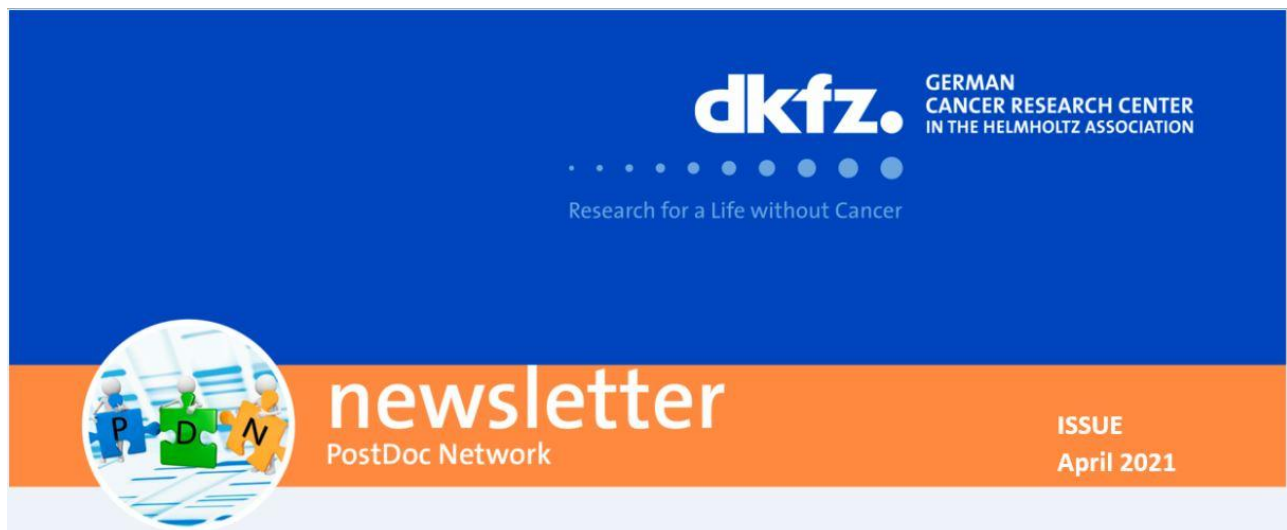 dkfz.
GERMAN
CANCER RESEARCH CENTER
IN THE HELMHOLTZ ASSOCIATION
Research for a Life without Cancer
P D N
newsletter
PostDoc Network
ISSUE
April 2021